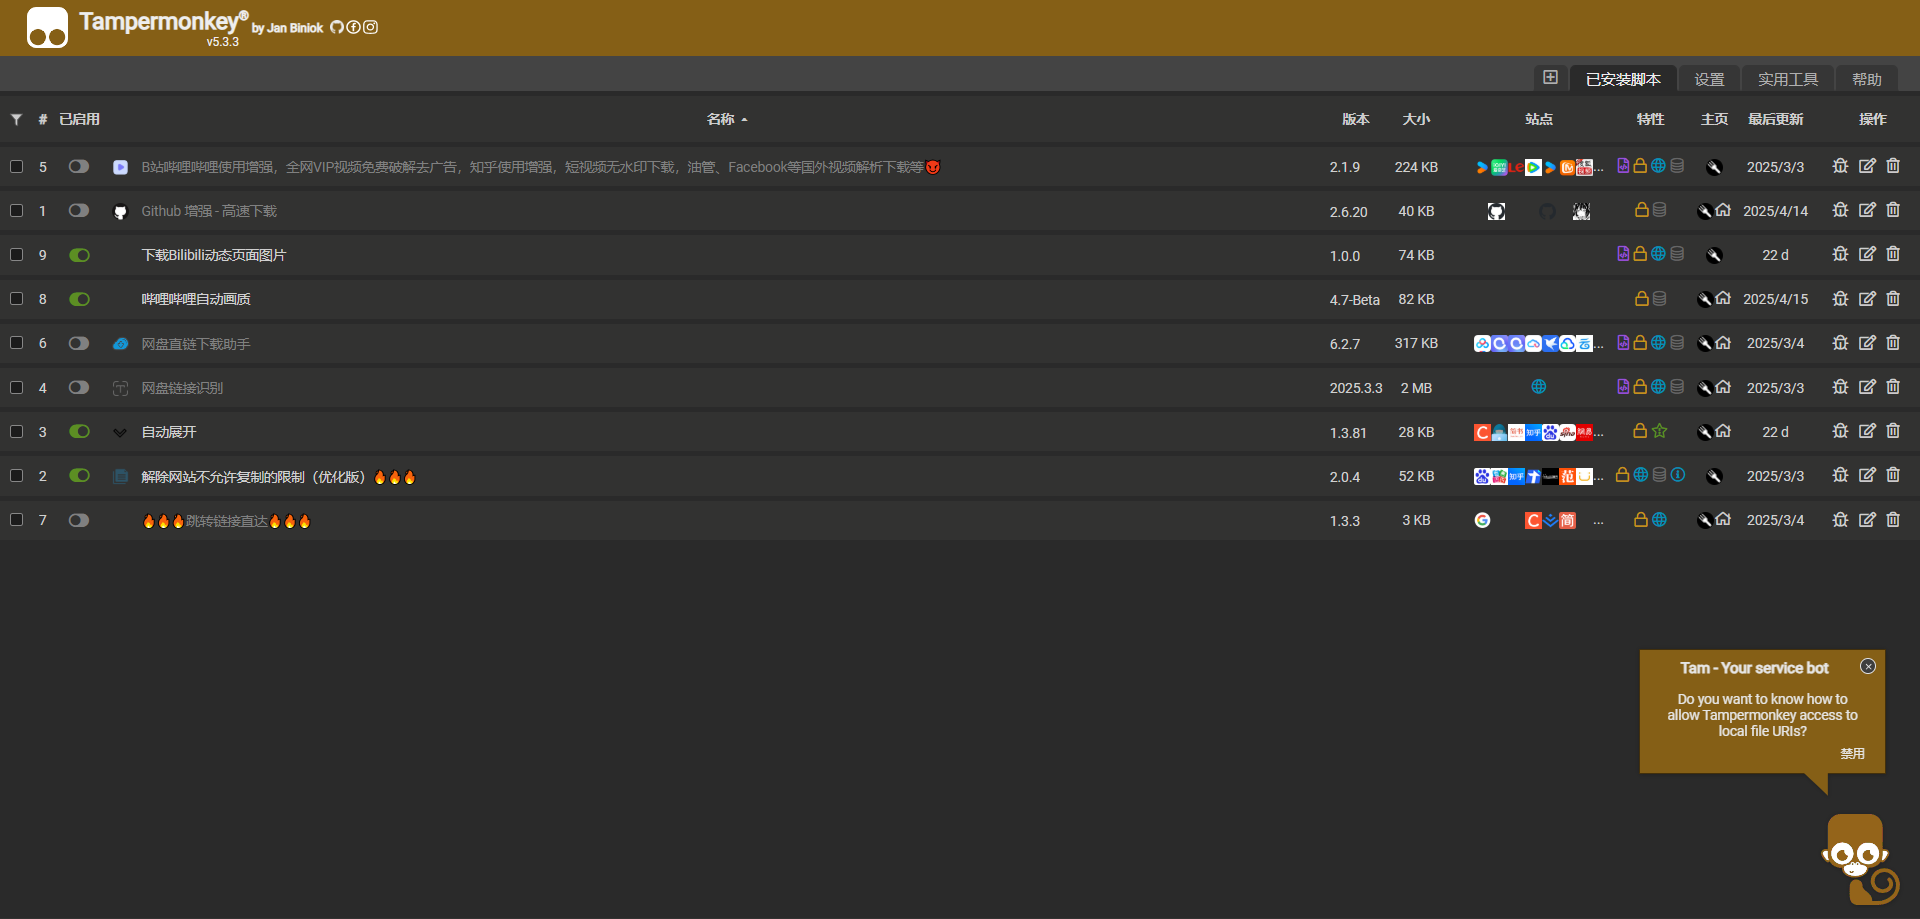 Tampermonkey® by Jan Biniok
v5.3.3
已安装脚本 设置 实用工具 帮助
# 已启用 名称 版本 大小 站点 特性 主页 最后更新 操作
5 B站哔哩哔哩使用增强，全网VIP视频免费破解去广告，知乎使用增强，短视频无水印下载，油管、Facebook等国外视频解析下载等😈 2.1.9 224 KB ... 2025/3/3
1 Github 增强 - 高速下载 2.6.20 40 KB 2025/4/14
9 下载Bilibili动态页面图片 1.0.0 74 KB 22 d
8 哔哩哔哩自动画质 4.7-Beta 82 KB 2025/4/15
6 网盘直链下载助手 6.2.7 317 KB ... 2025/3/4
4 网盘链接识别 2025.3.3 2 MB 2025/3/3
3 自动展开 1.3.81 28 KB ... 22 d
2 解除网站不允许复制的限制（优化版）🔥🔥🔥 2.0.4 52 KB ... 2025/3/3
7 🔥🔥🔥跳转链接直达🔥🔥🔥 1.3.3 3 KB ... 2025/3/4
Tam - Your service bot
Do you want to know how to
allow Tampermonkey access to
local file URIs?
禁用